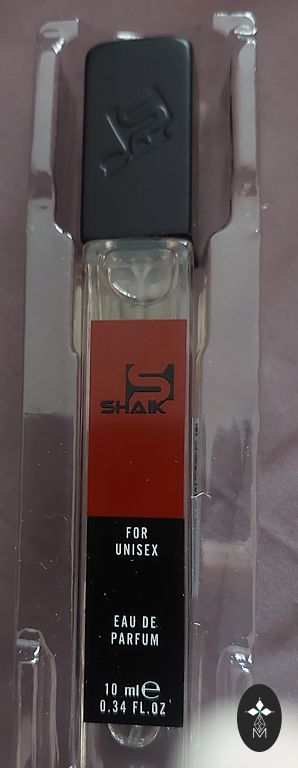 S
S
SHAIK
FOR
UNISEX
EAU DE
PARFUM
10 ml ℮
0.34 FL.OZ
M